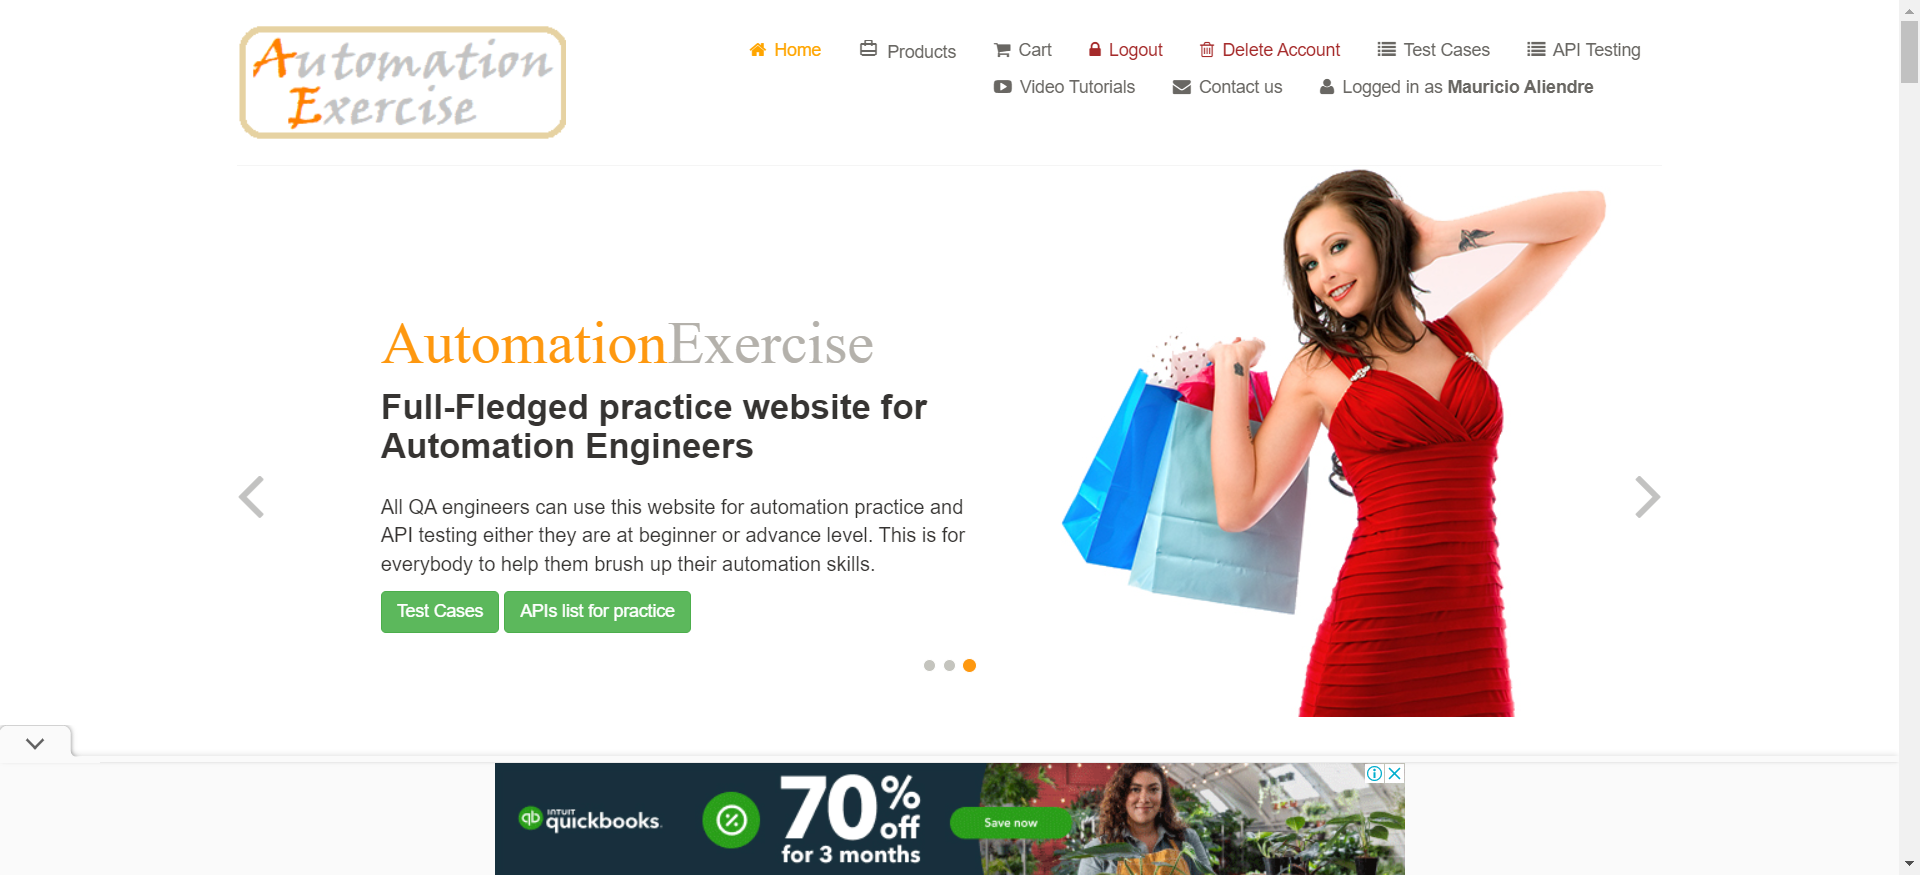 Automation
Exercise
Home
Products
Cart
Logout
Delete Account
Test Cases
API Testing
Video Tutorials
Contact us
Logged in as Mauricio Aliendre
AutomationExercise
Full-Fledged practice website for
Automation Engineers
All QA engineers can use this website for automation practice and
API testing either they are at beginner or advance level. This is for
everybody to help them brush up their automation skills.
Test Cases
APIs list for practice
qb INTUIT
quickbooks.
70% off
for 3 months
Save now